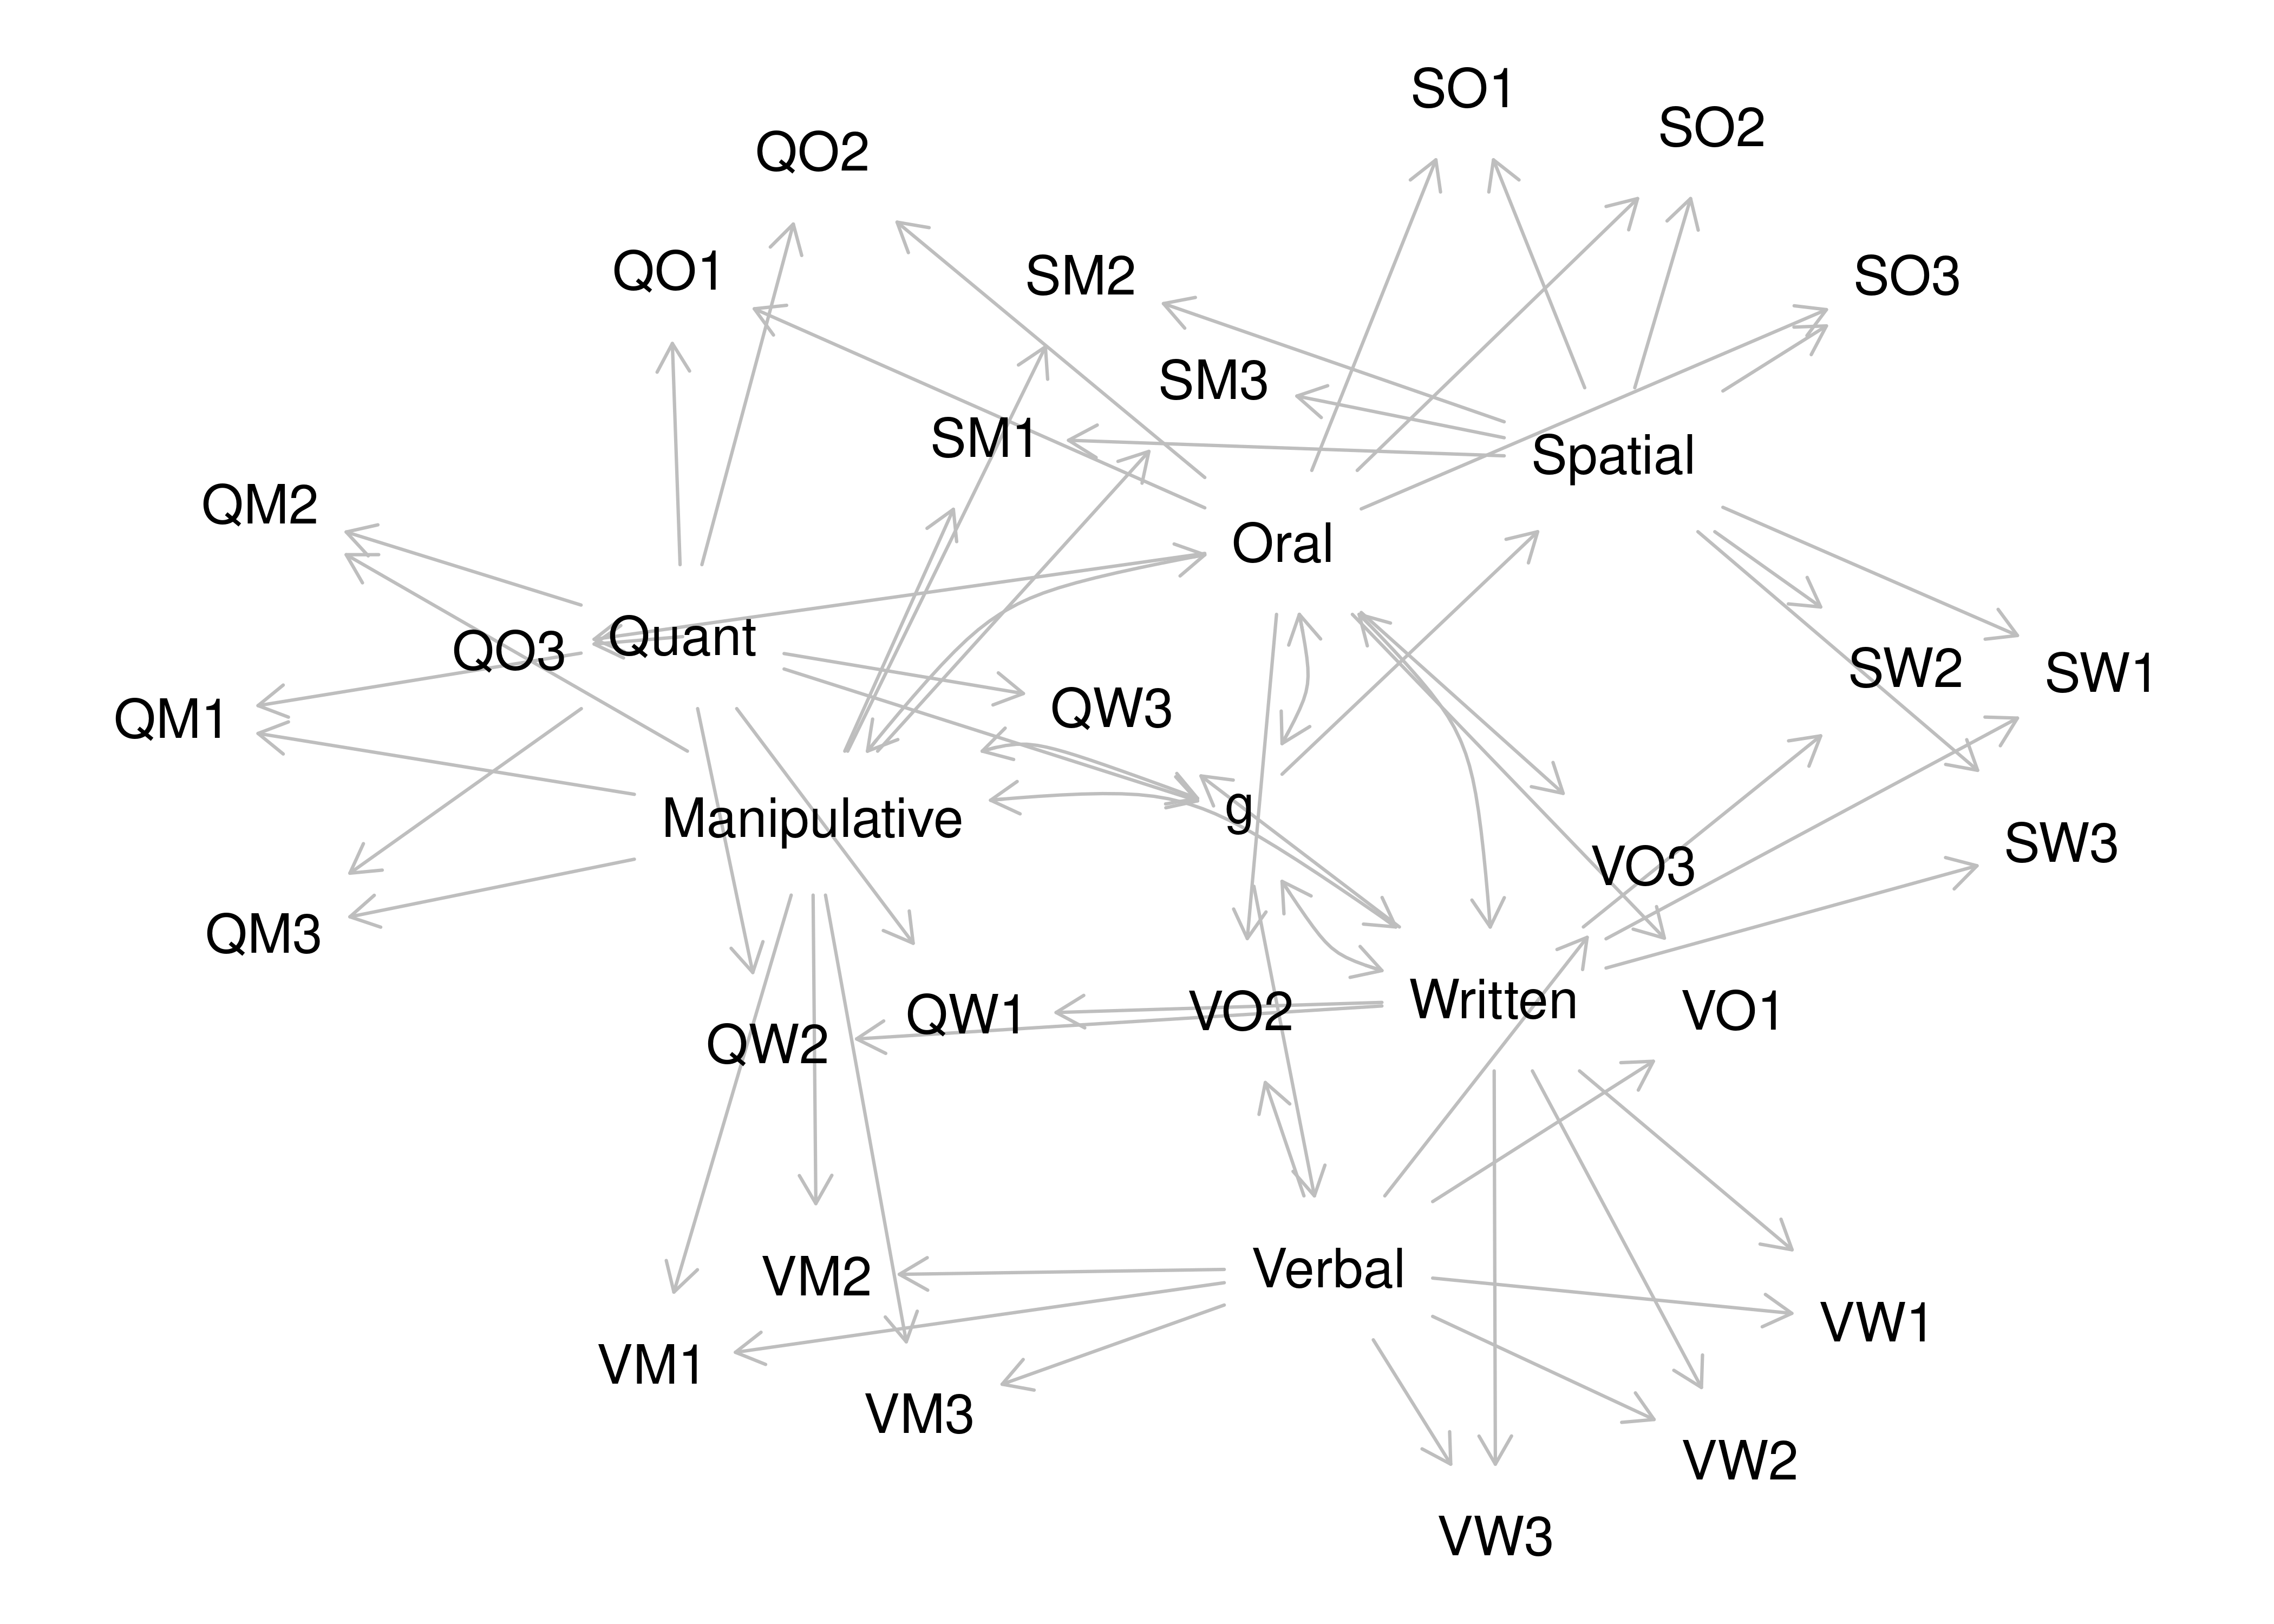 SO1
SO2
QO2
QO1
SM2
SO3
SM3
SM1
Spatial
QM2
Oral
QO3
Quant
SW2
SW1
QM1
QW3
Manipulative
g
SW3
VO3
QM3
Written
VO1
VO2
QW1
QW2
Verbal
VM2
VW1
VM1
VM3
VW2
VW3